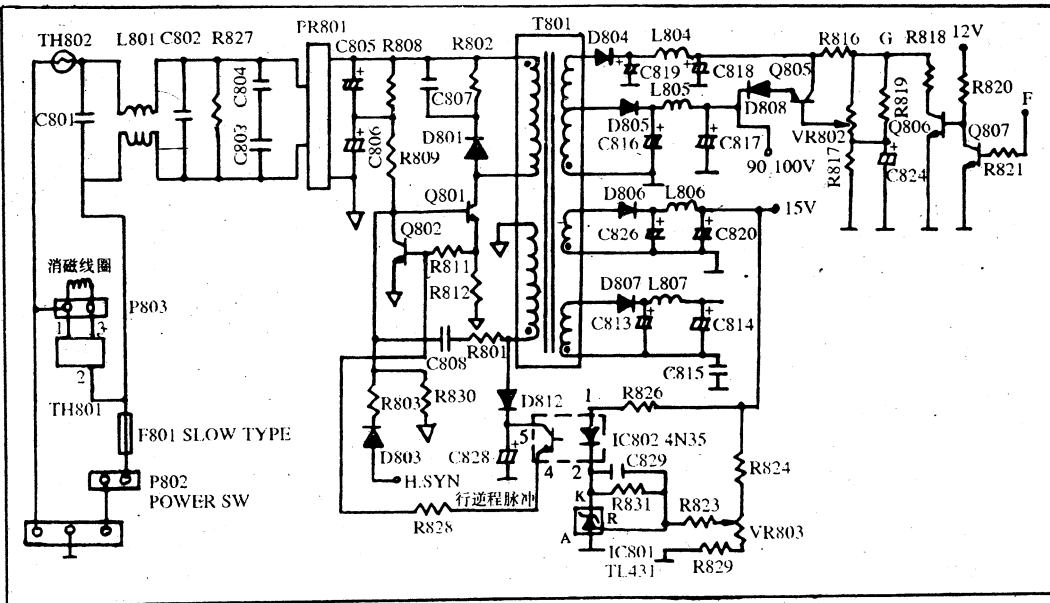 TH802
L801
C802
R827
PR801
C805
R808
R802
T801
D804
L804
R816
G
R818
12V
C804
C807
C819
C818
Q805
R819
R820
F
C801
C803
C806
D801
L805
D808
D805
VR802
Q806
Q807
R809
C816
C817
R817
C824
R821
90 100V
Q801
D806
L806
15V
Q802
C826
C820
R811
消磁线圈
R812
D807
L807
P803
1
3
C813
C814
C808
R801
2
C815
TH801
R803
R830
D812
1
R826
F801 SLOW TYPE
5
IC802 4N35
D803
C828
4
2
C829
R824
P802
H.SYN
POWER SW
行逆程脉冲
K
R831
R823
R828
R
A
VR803
IC801
TL431
R829